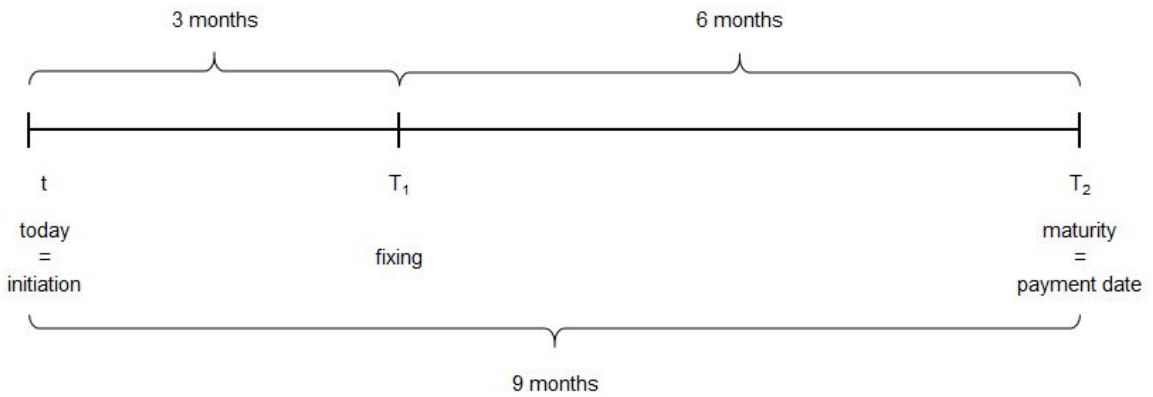 3 months
6 months
t
T₁
T₂
today
=
initiation
fixing
maturity
=
payment date
9 months